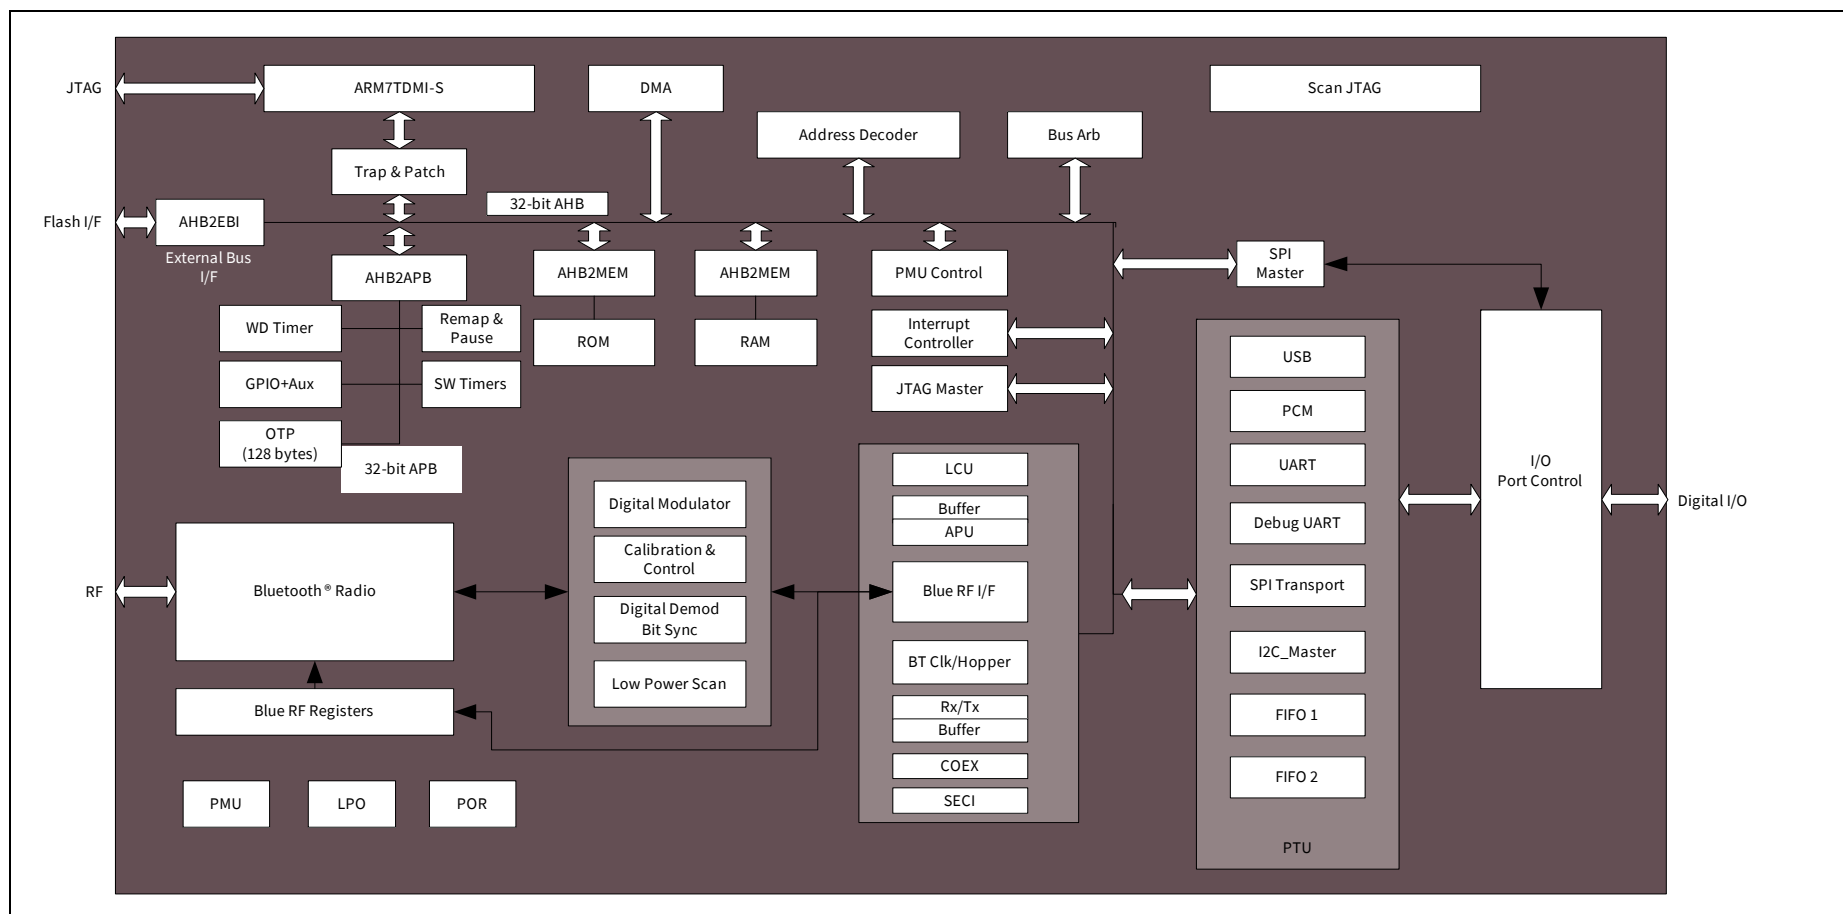 JTAG
ARM7TDMI-S
DMA
Scan JTAG
Address Decoder
Bus Arb
Trap & Patch
32-bit AHB
Flash I/F
AHB2EBI
External Bus
I/F
AHB2APB
AHB2MEM
AHB2MEM
PMU Control
SPI
Master
WD Timer
Remap &
Pause
ROM
RAM
Interrupt
Controller
GPIO+Aux
SW Timers
JTAG Master
OTP
(128 bytes)
32-bit APB
USB
PCM
UART
Debug UART
SPI Transport
I2C_Master
FIFO 1
FIFO 2
PTU
I/O
Port Control
Digital I/O
LCU
Buffer
APU
Blue RF I/F
BT Clk/Hopper
Rx/Tx
Buffer
COEX
SECI
Digital Modulator
Calibration &
Control
Digital Demod
Bit Sync
Low Power Scan
RF
Bluetooth® Radio
Blue RF Registers
PMU
LPO
POR